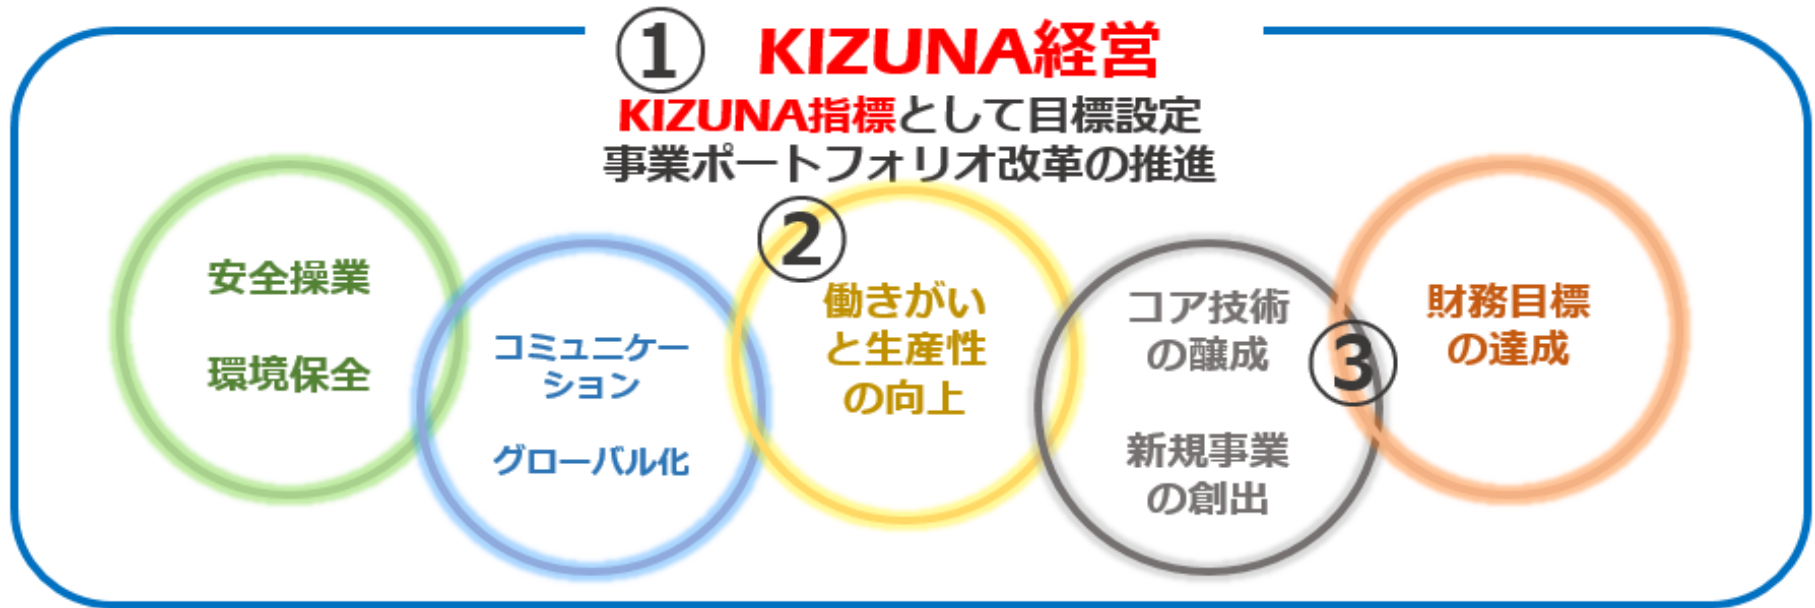 ① KIZUNA経営
KIZUNA指標として目標設定
事業ポートフォリオ改革の推進
安全操業
環境保全
コミュニケー
ション
グローバル化
②
働きがい
と生産性
の向上
コア技術
の醸成
新規事業
の創出
③
財務目標
の達成